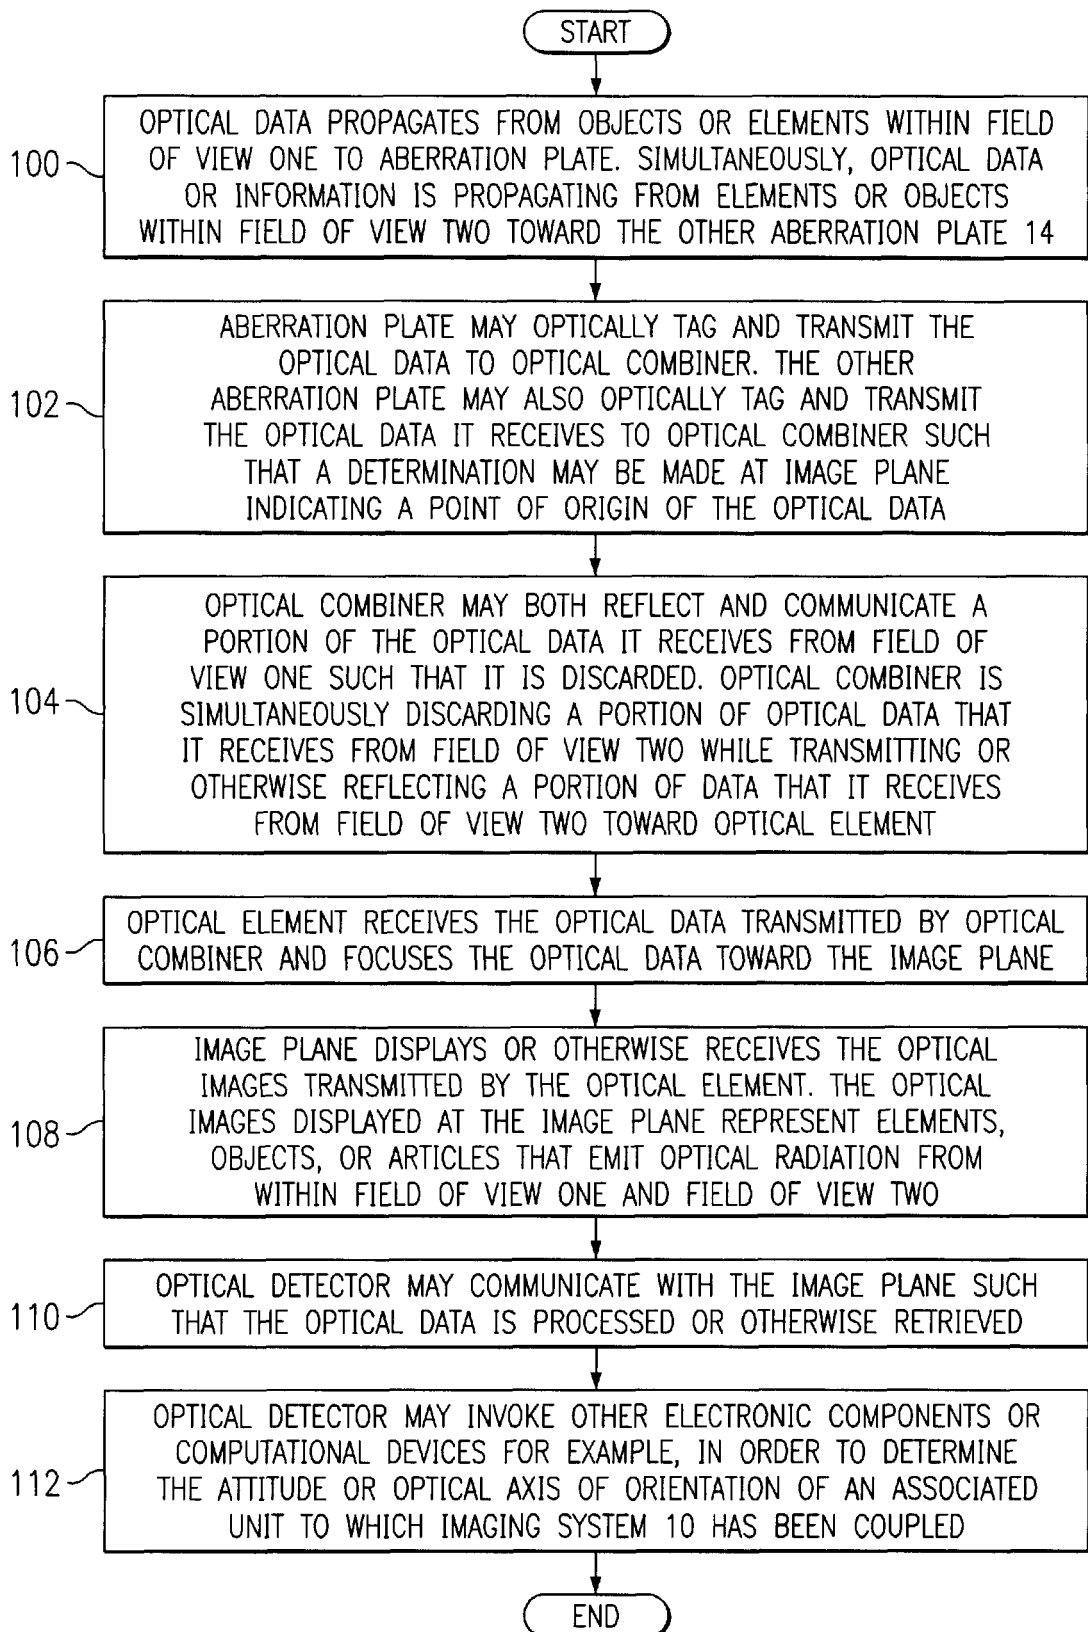 START
100
OPTICAL DATA PROPAGATES FROM OBJECTS OR ELEMENTS WITHIN FIELD
OF VIEW ONE TO ABERRATION PLATE. SIMULTANEOUSLY, OPTICAL DATA
OR INFORMATION IS PROPAGATING FROM ELEMENTS OR OBJECTS
WITHIN FIELD OF VIEW TWO TOWARD THE OTHER ABERRATION PLATE 14
102
ABERRATION PLATE MAY OPTICALLY TAG AND TRANSMIT THE
OPTICAL DATA TO OPTICAL COMBINER. THE OTHER
ABERRATION PLATE MAY ALSO OPTICALLY TAG AND TRANSMIT
THE OPTICAL DATA IT RECEIVES TO OPTICAL COMBINER SUCH
THAT A DETERMINATION MAY BE MADE AT IMAGE PLANE
INDICATING A POINT OF ORIGIN OF THE OPTICAL DATA
104
OPTICAL COMBINER MAY BOTH REFLECT AND COMMUNICATE A
PORTION OF THE OPTICAL DATA IT RECEIVES FROM FIELD OF
VIEW ONE SUCH THAT IT IS DISCARDED. OPTICAL COMBINER IS
SIMULTANEOUSLY DISCARDING A PORTION OF OPTICAL DATA THAT
IT RECEIVES FROM FIELD OF VIEW TWO WHILE TRANSMITTING OR
OTHERWISE REFLECTING A PORTION OF DATA THAT IT RECEIVES
FROM FIELD OF VIEW TWO TOWARD OPTICAL ELEMENT
106
OPTICAL ELEMENT RECEIVES THE OPTICAL DATA TRANSMITTED BY OPTICAL
COMBINER AND FOCUSES THE OPTICAL DATA TOWARD THE IMAGE PLANE
108
IMAGE PLANE DISPLAYS OR OTHERWISE RECEIVES THE OPTICAL
IMAGES TRANSMITTED BY THE OPTICAL ELEMENT. THE OPTICAL
IMAGES DISPLAYED AT THE IMAGE PLANE REPRESENT ELEMENTS,
OBJECTS, OR ARTICLES THAT EMIT OPTICAL RADIATION FROM
WITHIN FIELD OF VIEW ONE AND FIELD OF VIEW TWO
110
OPTICAL DETECTOR MAY COMMUNICATE WITH THE IMAGE PLANE SUCH
THAT THE OPTICAL DATA IS PROCESSED OR OTHERWISE RETRIEVED
112
OPTICAL DETECTOR MAY INVOKE OTHER ELECTRONIC COMPONENTS OR
COMPUTATIONAL DEVICES FOR EXAMPLE, IN ORDER TO DETERMINE
THE ATTITUDE OR OPTICAL AXIS OF ORIENTATION OF AN ASSOCIATED
UNIT TO WHICH IMAGING SYSTEM 10 HAS BEEN COUPLED
END